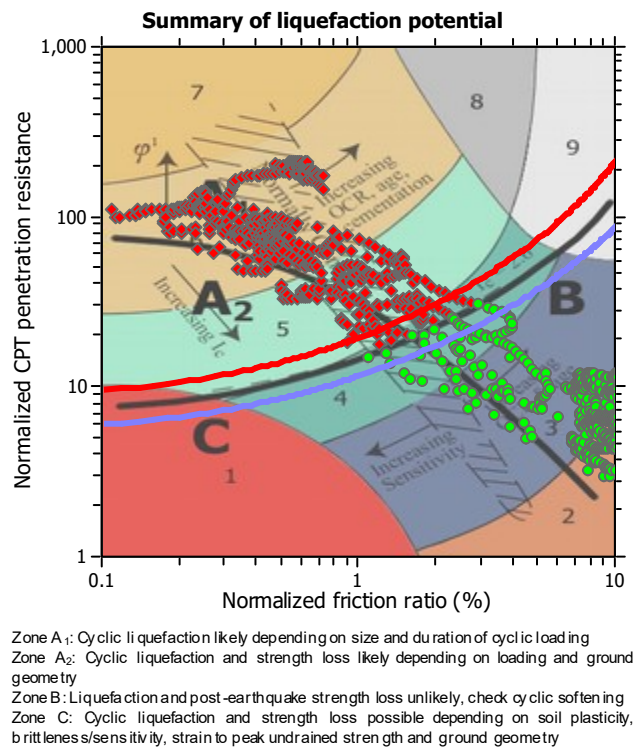 Summary of liquefaction potential
Normalized CPT penetration resistance
1,000
100
10
1
7
8
9
φ'
Increasing
OCR, age,
cementation
A2
Increasing Ic
5
B
4
C
3
Increasing
Sensitivity
1
2
0.1
1
10
Normalized friction ratio (%)
Zone A1: Cyclic liquefaction likely depending on size and duration of cyclic loading
Zone A2: Cyclic liquefaction and strength loss likely depending on loading and ground
geometry
Zone B: Liquefaction and post-earthquake strength loss unlikely, check cyclic softening
Zone C: Cyclic liquefaction and strength loss possible depending on soil plasticity,
brittleness/sensitivity, strain to peak undrained strength and ground geometry